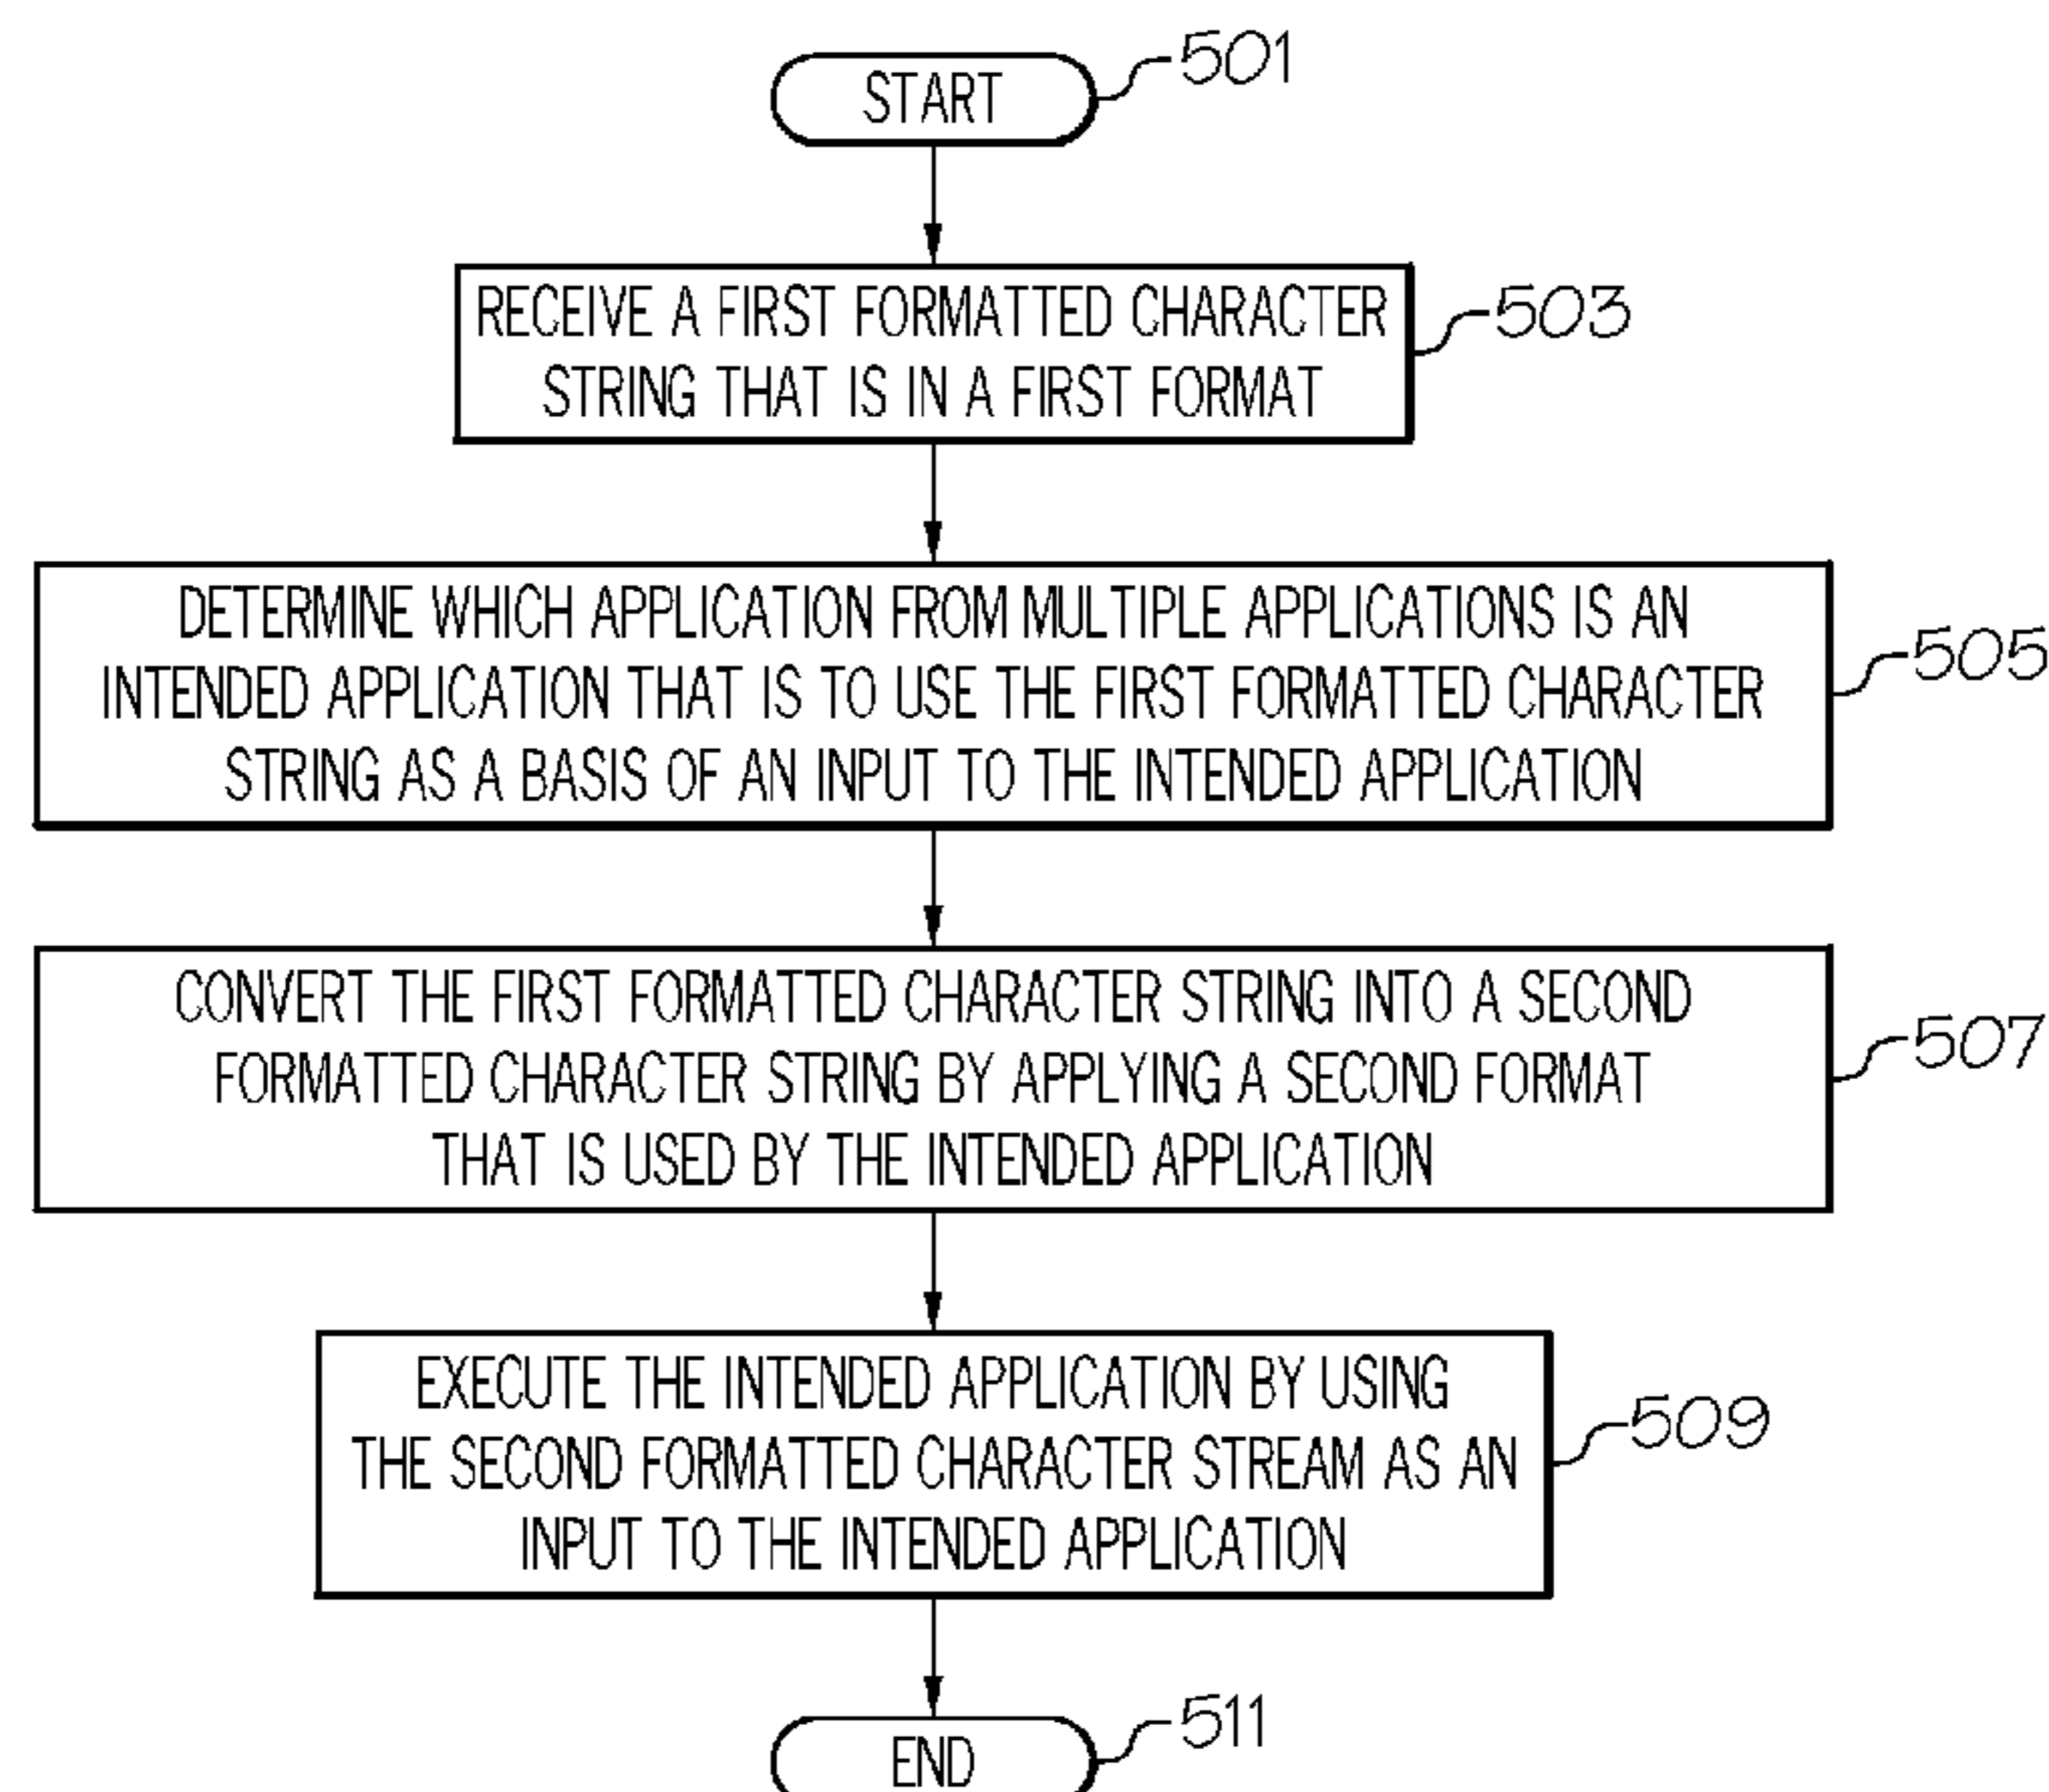 START
501
RECEIVE A FIRST FORMATTED CHARACTER
STRING THAT IS IN A FIRST FORMAT
503
DETERMINE WHICH APPLICATION FROM MULTIPLE APPLICATIONS IS AN
INTENDED APPLICATION THAT IS TO USE THE FIRST FORMATTED CHARACTER
STRING AS A BASIS OF AN INPUT TO THE INTENDED APPLICATION
505
CONVERT THE FIRST FORMATTED CHARACTER STRING INTO A SECOND
FORMATTED CHARACTER STRING BY APPLYING A SECOND FORMAT
THAT IS USED BY THE INTENDED APPLICATION
507
EXECUTE THE INTENDED APPLICATION BY USING
THE SECOND FORMATTED CHARACTER STREAM AS AN
INPUT TO THE INTENDED APPLICATION
509
END
511